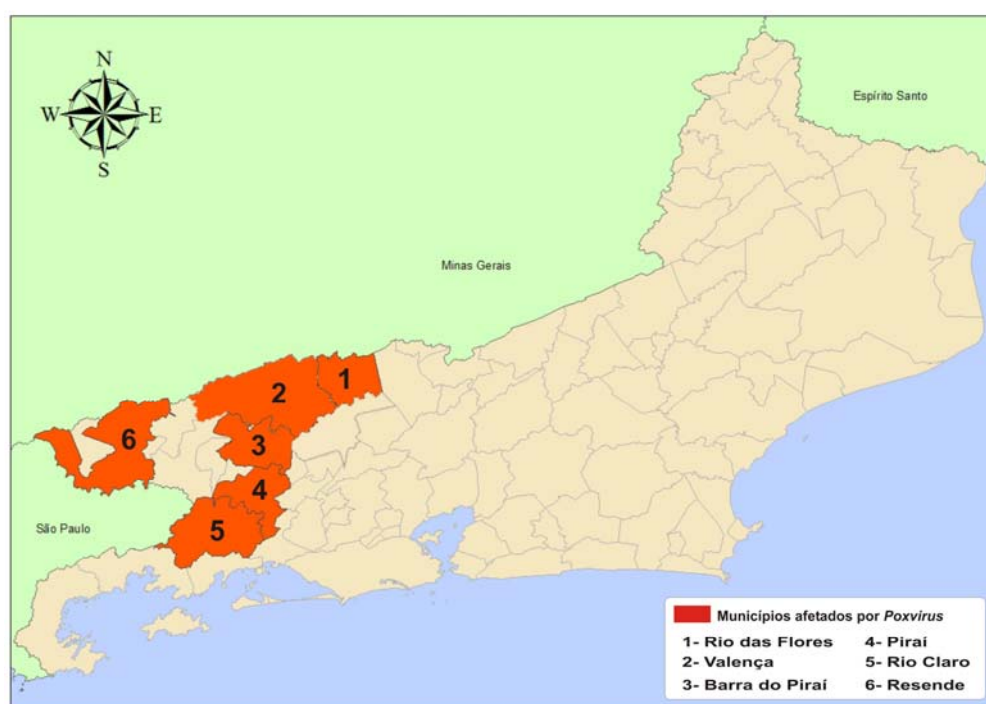 N
W E
S
Espírito Santo
Minas Gerais
1
2
6
3
4
5
São Paulo
Municípios afetados por Poxvírus
1- Rio das Flores 4- Piraí
2- Valença 5- Rio Claro
3- Barra do Piraí 6- Resende